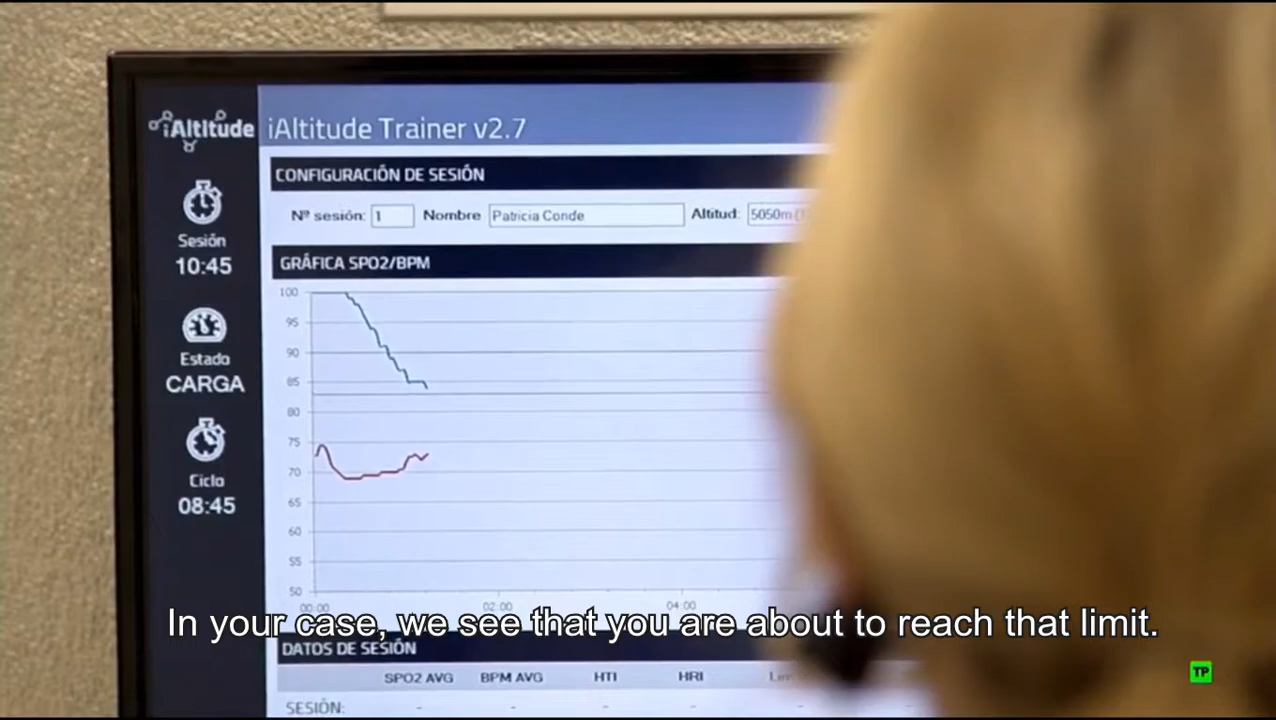 iAltitude
iAltitude Trainer v2.7
CONFIGURACIÓN DE SESIÓN
Nº sesión: 1 Nombre Patricia Conde Altitud: 5050m
Sesión
10:45
GRÁFICA SPO2/BPM
Estado
CARGA
Ciclo
08:45
100
95
90
85
80
75
70
65
60
55
50
00:00 02:00 04:00
In your case, we see that you are about to reach that limit.
DATOS DE SESIÓN
SPO2 AVG BPM AVG HTI HRI
SESIÓN: - - - -
TP